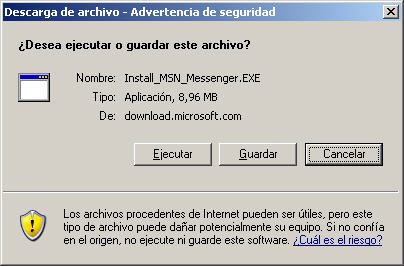 Descarga de archivo - Advertencia de seguridad
¿Desea ejecutar o guardar este archivo?
Nombre: Install_MSN_Messenger.EXE
Tipo: Aplicación, 8,96 MB
De: download.microsoft.com
Ejecutar Guardar Cancelar
Los archivos procedentes de Internet pueden ser útiles, pero este
tipo de archivo puede dañar potencialmente su equipo. Si no confía
en el origen, no ejecute ni guarde este software. ¿Cuál es el riesgo?